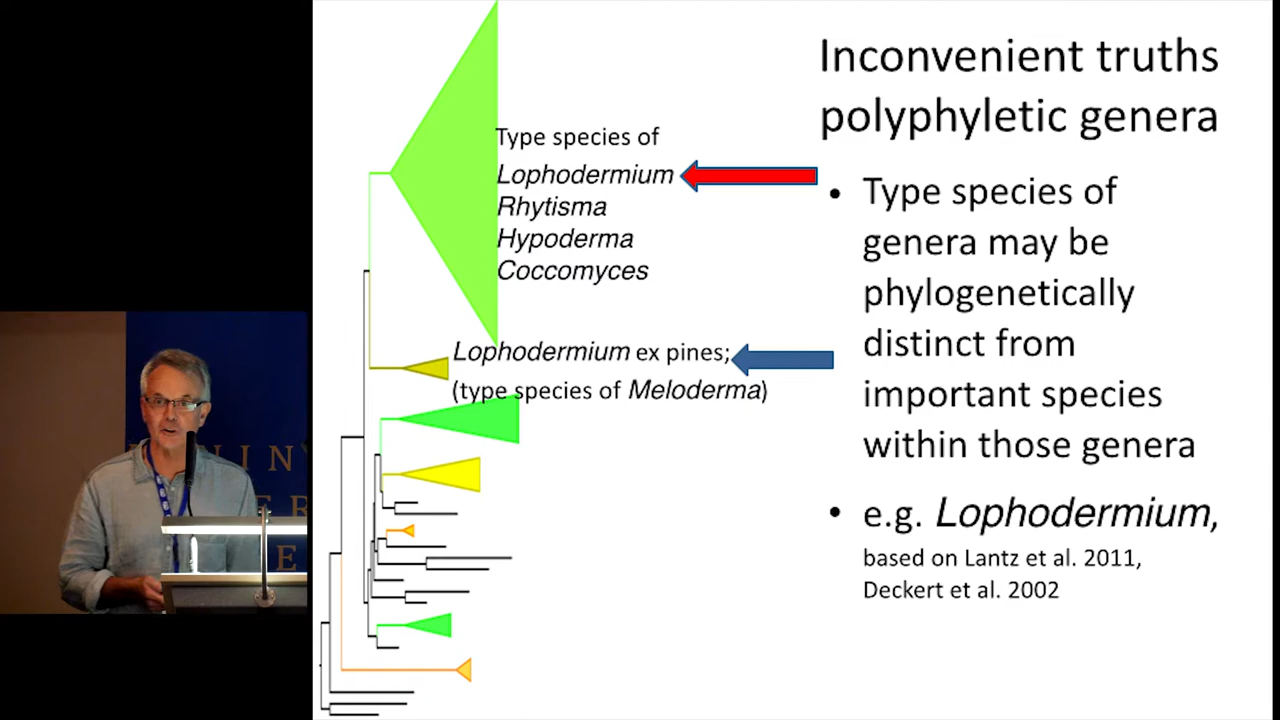 Inconvenient truths
polyphyletic genera
Type species of
Lophodermium
Rhytisma
Hypoderma
Coccomyces
Lophodermium ex pines;
(type species of Meloderma)
• Type species of
genera may be
phylogenetically
distinct from
important species
within those genera
• e.g. Lophodermium,
based on Lantz et al. 2011,
Deckert et al. 2002